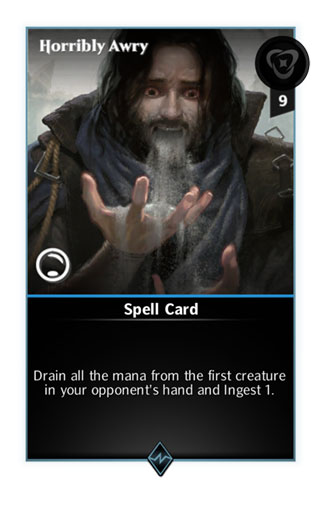 Horribly Awry
9
Spell Card
Drain all the mana from the first creature
in your opponent's hand and Ingest 1.